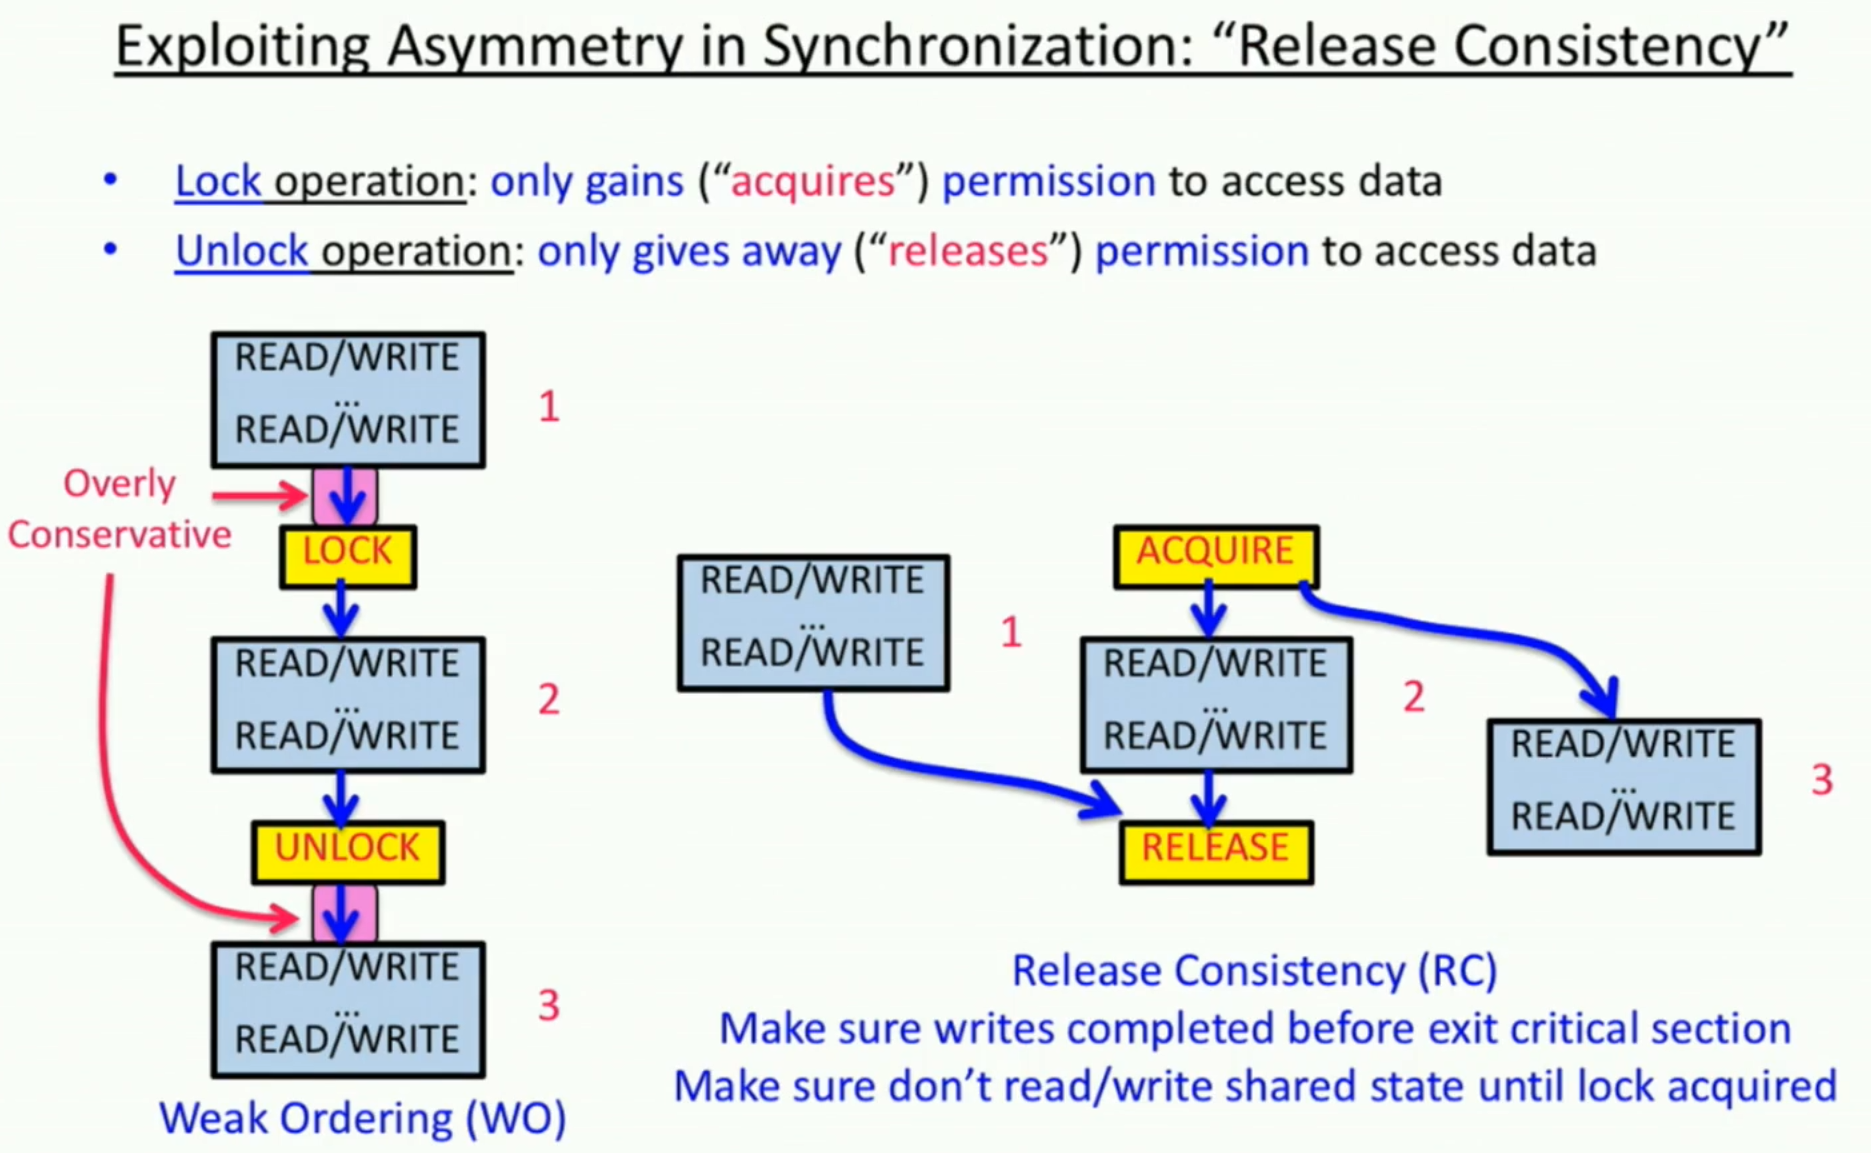 Exploiting Asymmetry in Synchronization: “Release Consistency”
• Lock operation: only gains (“acquires”) permission to access data
• Unlock operation: only gives away (“releases”) permission to access data
READ/WRITE
...
READ/WRITE
1
Overly
Conservative
LOCK
READ/WRITE
...
READ/WRITE
2
UNLOCK
READ/WRITE
...
READ/WRITE
3
Weak Ordering (WO)
READ/WRITE
...
READ/WRITE
1
ACQUIRE
READ/WRITE
...
READ/WRITE
2
RELEASE
READ/WRITE
...
READ/WRITE
3
Release Consistency (RC)
Make sure writes completed before exit critical section
Make sure don’t read/write shared state until lock acquired